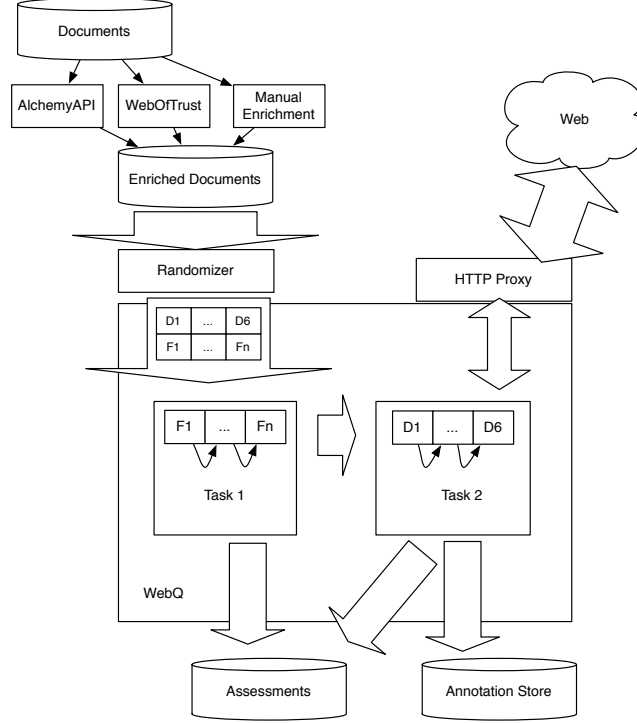 Documents
AlchemyAPI
WebOfTrust
Manual
Enrichment
Web
Enriched Documents
Randomizer
HTTP Proxy
D1 ... D6
F1 ... Fn
F1 ... Fn
D1 ... D6
Task 1
Task 2
WebQ
Assessments
Annotation Store